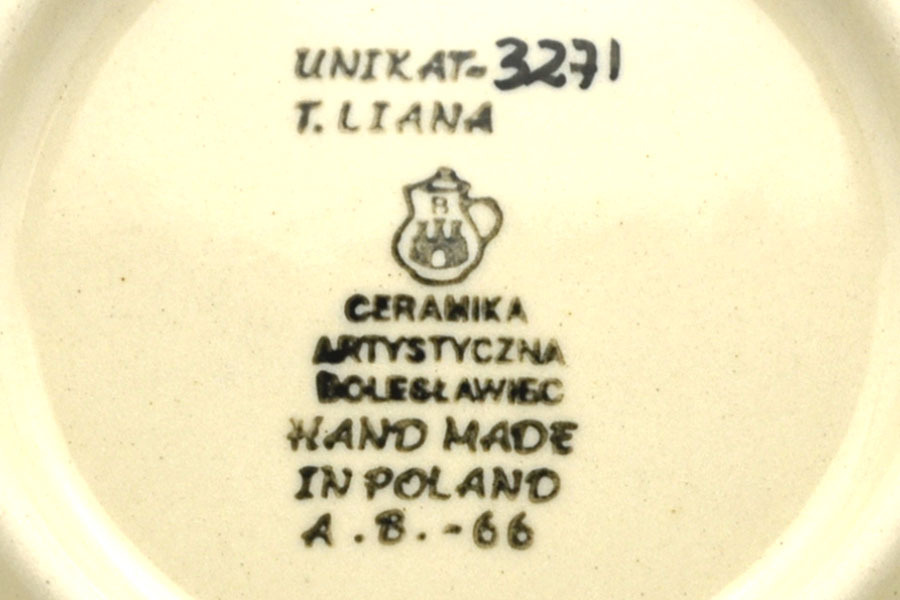 UNIKAT-3271
T. LIANA
B
CERAMIKA
ARTYSTYCZNA
BOLESŁAWIEC
HAND MADE
IN POLAND
A.B.-66